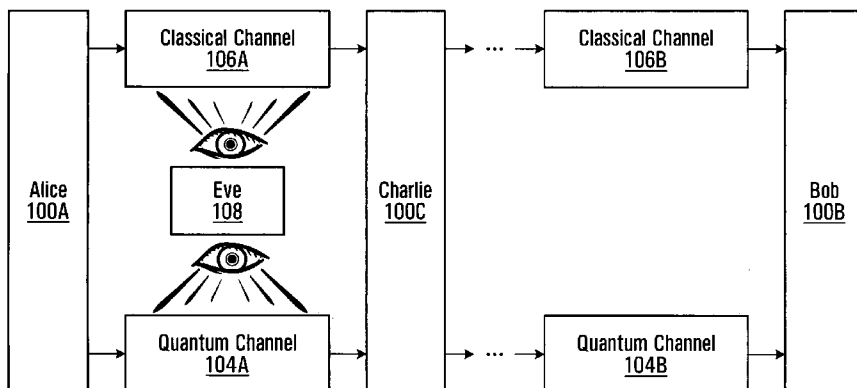 Classical Channel
106A
...
Classical Channel
106B
Alice
100A
Eve
108
Charlie
100C
Bob
100B
Quantum Channel
104A
...
Quantum Channel
104B